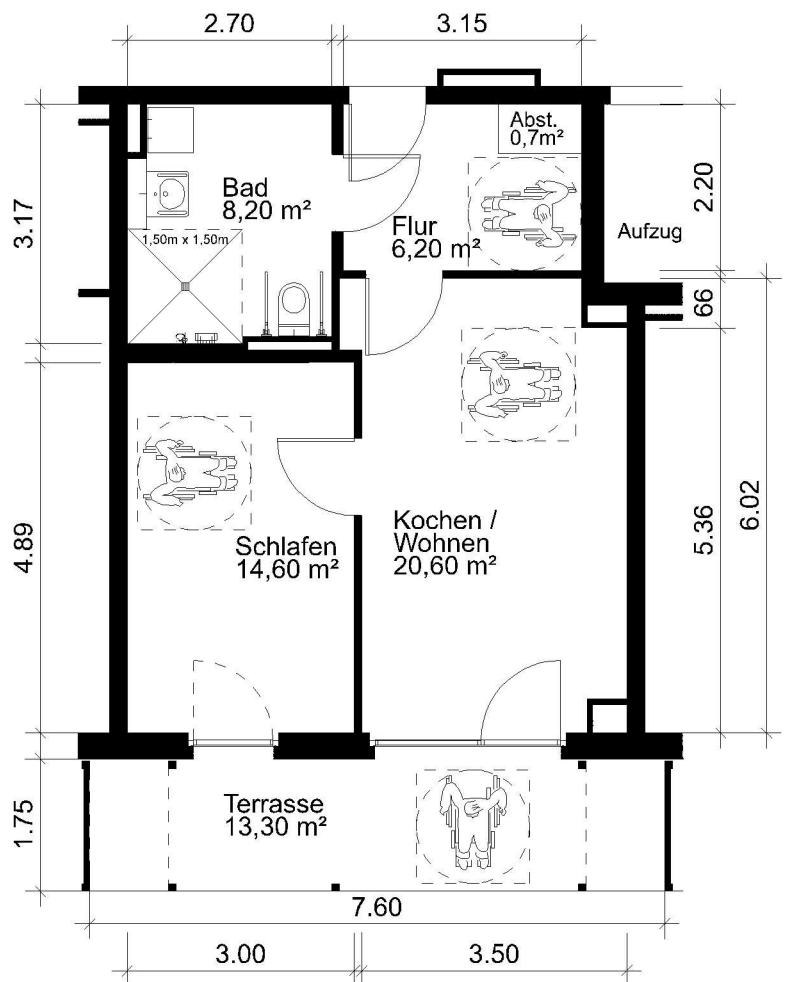 2.70
3.15
Abst.
0,7m²
Bad
8,20 m²
Flur
6,20 m²
1,50m x 1,50m
Aufzug
3.17
2.20
66
4.89
5.36
6.02
Kochen /
Wohnen
20,60 m²
Schlafen
14,60 m²
1.75
Terrasse
13,30 m²
7.60
3.00
3.50